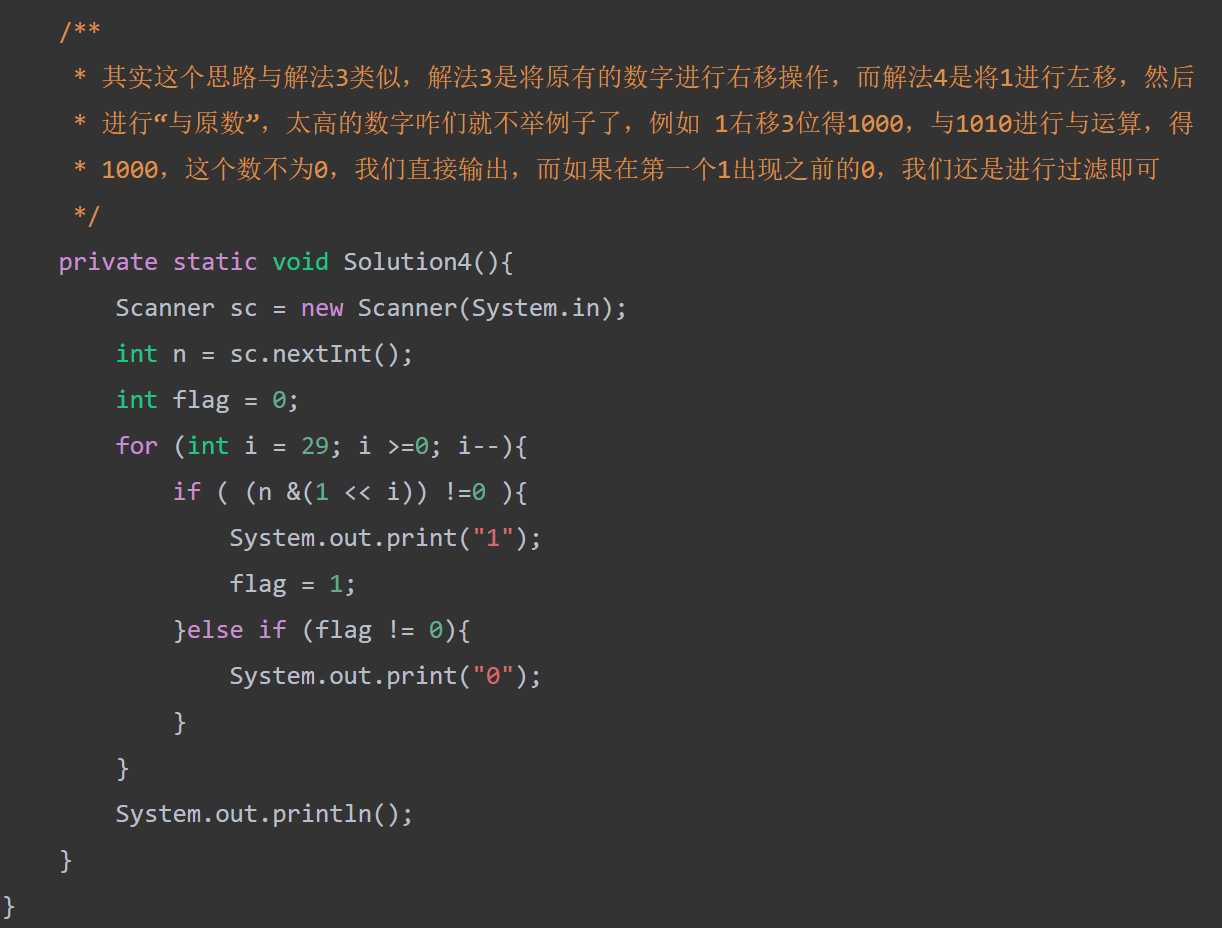 /**
 * 其实这个思路与解法3类似，解法3是将原有的数字进行右移操作，而解法4是将1进行左移，然后
 * 进行“与原数”，太高的数字咋们就不举例子了，例如 1右移3位得1000，与1010进行与运算，得
 * 1000，这个数不为0，我们直接输出，而如果在第一个1出现之前的0，我们还是进行过滤即可
 */
private static void Solution4(){
Scanner sc = new Scanner(System.in);
int n = sc.nextInt();
int flag = 0;
for (int i = 29; i >=0; i--){
if ( (n &(1 << i)) !=0 ){
System.out.print("1");
flag = 1;
}else if (flag != 0){
System.out.print("0");
}
}
System.out.println();
}
}